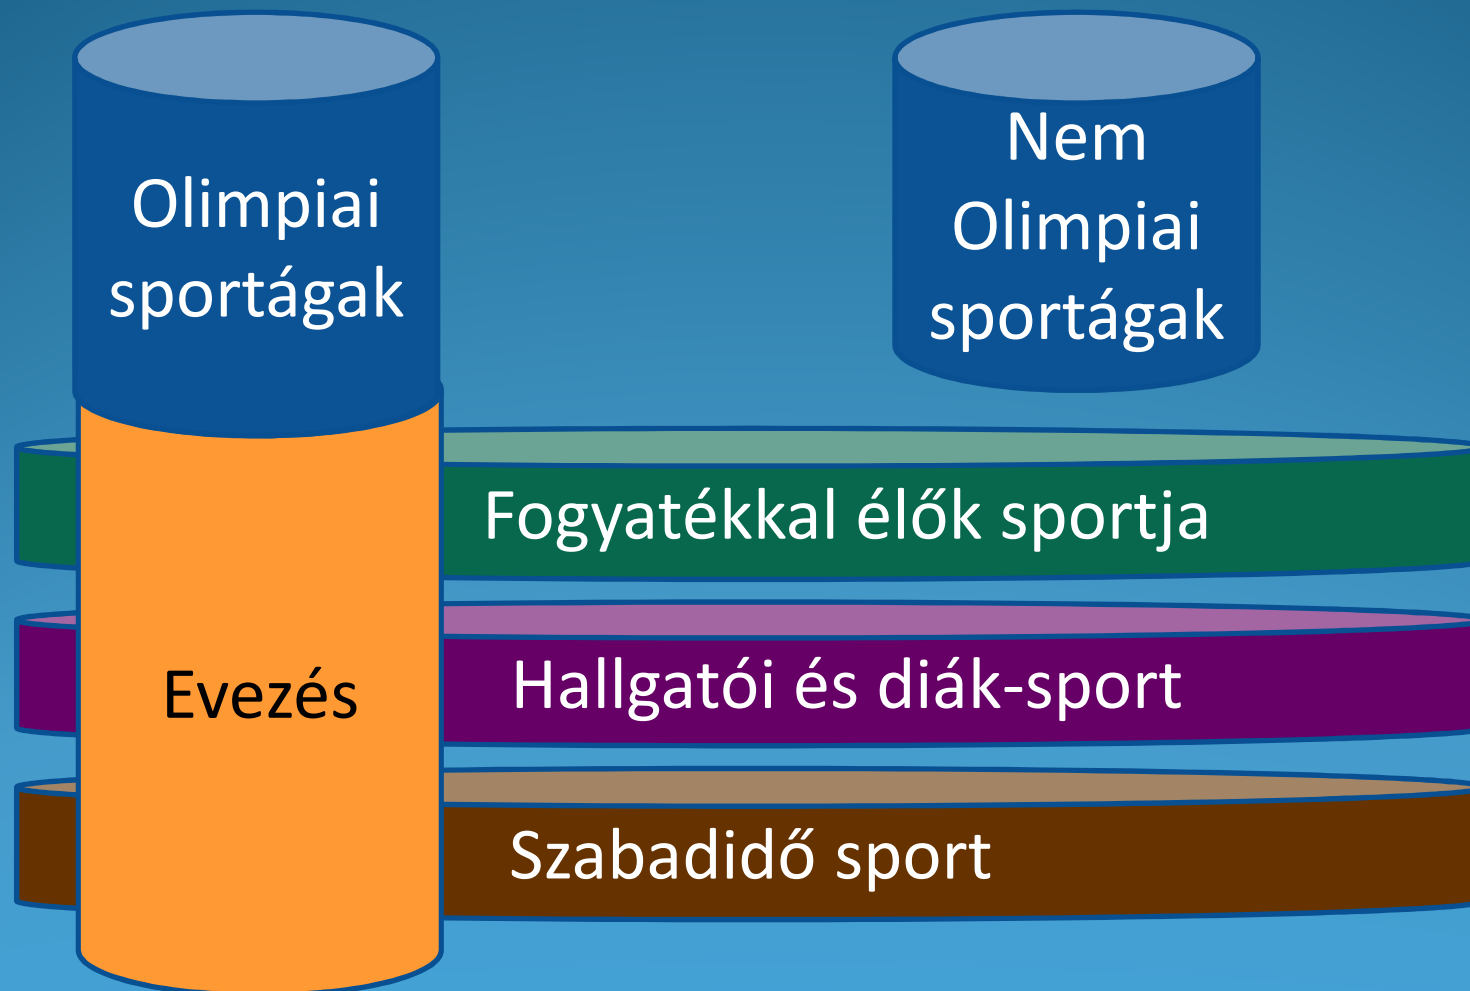 Olimpiai
sportágak
Nem
Olimpiai
sportágak
Fogyatékkal élők sportja
Evezés
Hallgatói és diák-sport
Szabadidő sport